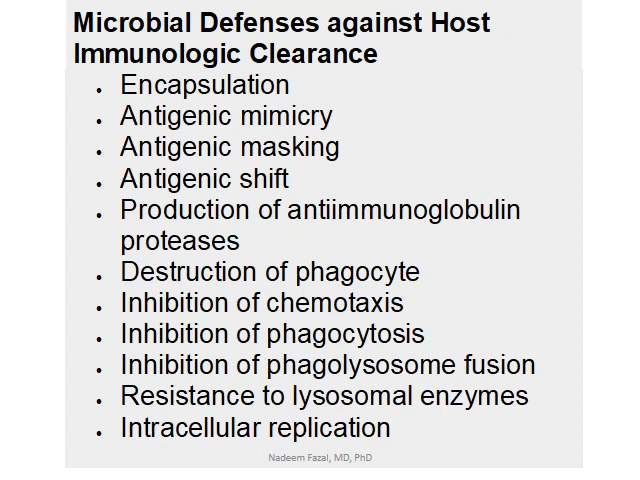 Microbial Defenses against Host
Immunologic Clearance
• Encapsulation
• Antigenic mimicry
• Antigenic masking
• Antigenic shift
• Production of antiimmunoglobulin
proteases
• Destruction of phagocyte
• Inhibition of chemotaxis
• Inhibition of phagocytosis
• Inhibition of phagolysosome fusion
• Resistance to lysosomal enzymes
• Intracellular replication
Nadeem Fazal, MD, PhD